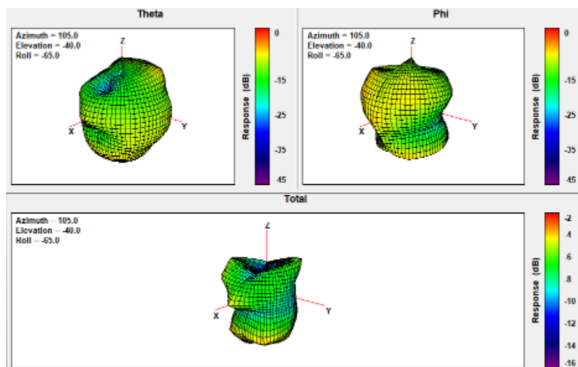 Theta
Azimuth = 105.0
Elevation = -40.0
Roll = -65.0
Z
X
Y
0
-15
-25
-35
-45
Response (dB)
Phi
Azimuth = 105.0
Elevation = -40.0
Roll = -65.0
Z
X
Y
0
-15
-25
-35
-45
Response (dB)
Total
Azimuth = 105.0
Elevation = -40.0
Roll = -65.0
Z
X
Y
-2
-4
-6
-8
-10
-12
-14
-16
Response (dB)